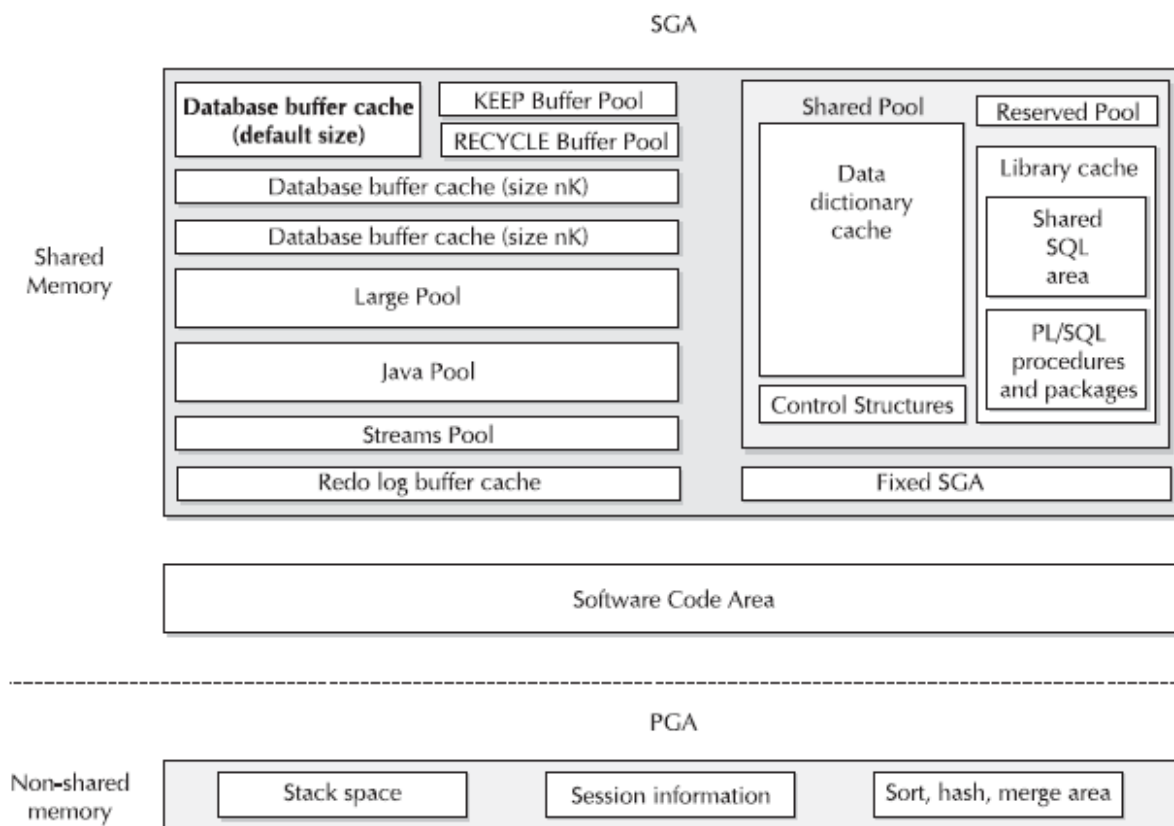 SGA
Shared
Memory
Database buffer cache
(default size)
KEEP Buffer Pool
RECYCLE Buffer Pool
Database buffer cache (size nK)
Database buffer cache (size nK)
Large Pool
Java Pool
Streams Pool
Redo log buffer cache
Shared Pool
Data
dictionary
cache
Control Structures
Reserved Pool
Library cache
Shared
SQL
area
PL/SQL
procedures
and packages
Fixed SGA
Software Code Area
PGA
Non-shared
memory
Stack space
Session information
Sort, hash, merge area